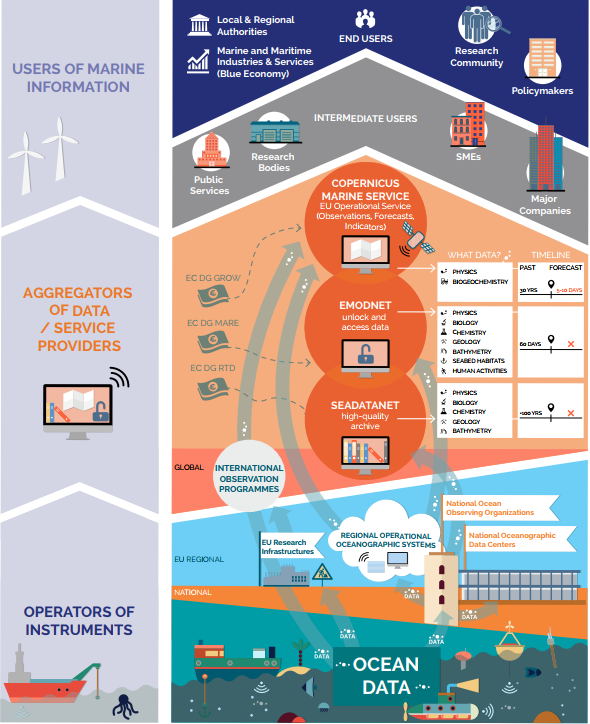 USERS OF MARINE
INFORMATION
Local & Regional
Authorities
Marine and Maritime
Industries & Services
(Blue Economy)
END USERS
Research
Community
Policymakers
INTERMEDIATE USERS
Public
Services
Research
Bodies
SMEs
Major
Companies
AGGREGATORS
OF DATA
/ SERVICE
PROVIDERS
COPERNICUS
MARINE SERVICE
EU Operational Service
(Observations, Forecasts,
Indicators)
EC DG GROW
EC DG MARE
EC DG RTD
EMODNET
unlock and
access data
SEADATANET
high-quality
archive
WHAT DATA?
TIMELINE
PHYSICS
BIOGEOCHEMISTRY
PAST FORECAST
30 YRS 5-10 DAYS
PHYSICS
BIOLOGY
CHEMISTRY
GEOLOGY
BATHYMETRY
SEABED HABITATS
HUMAN ACTIVITIES
60 DAYS
PHYSICS
BIOLOGY
CHEMISTRY
GEOLOGY
BATHYMETRY
>100 YRS
GLOBAL
INTERNATIONAL
OBSERVATION
PROGRAMMES
OPERATORS OF
INSTRUMENTS
EU REGIONAL
EU Research
Infrastructures
REGIONAL OPERATIONAL
OCEANOGRAPHIC SYSTEMS
National Ocean
Observing Organizations
National Oceanographic
Data Centers
NATIONAL
DATA
DATA
DATA
DATA
DATA
OCEAN
DATA